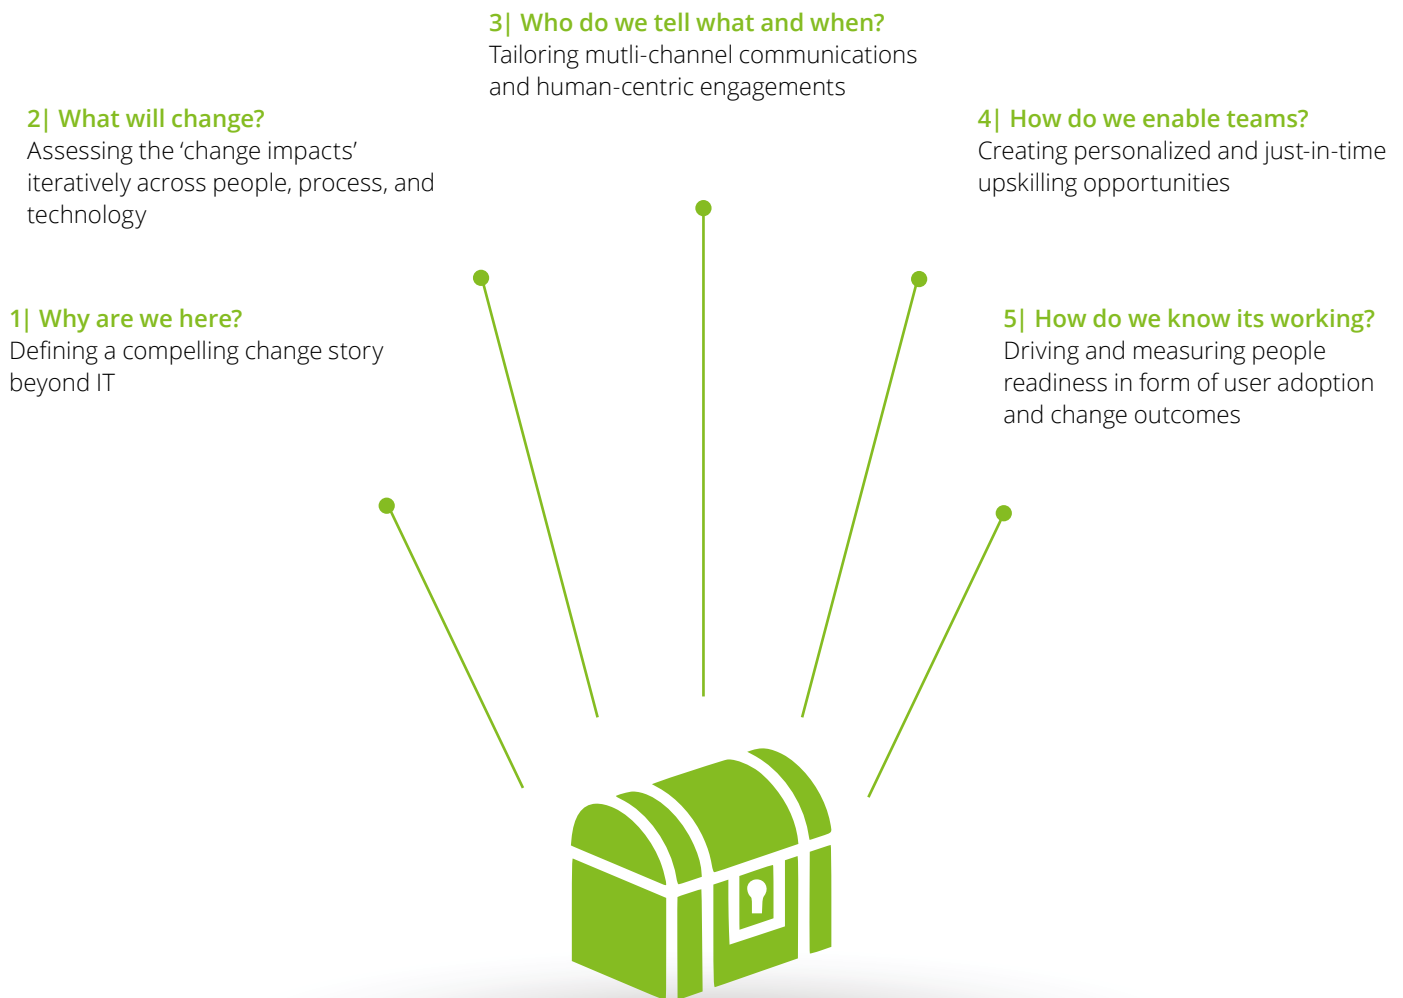 1| Why are we here?
Defining a compelling change story
beyond IT
2| What will change?
Assessing the ‘change impacts’
iteratively across people, process, and
technology
3| Who do we tell what and when?
Tailoring mutli-channel communications
and human-centric engagements
4| How do we enable teams?
Creating personalized and just-in-time
upskilling opportunities
5| How do we know its working?
Driving and measuring people
readiness in form of user adoption
and change outcomes